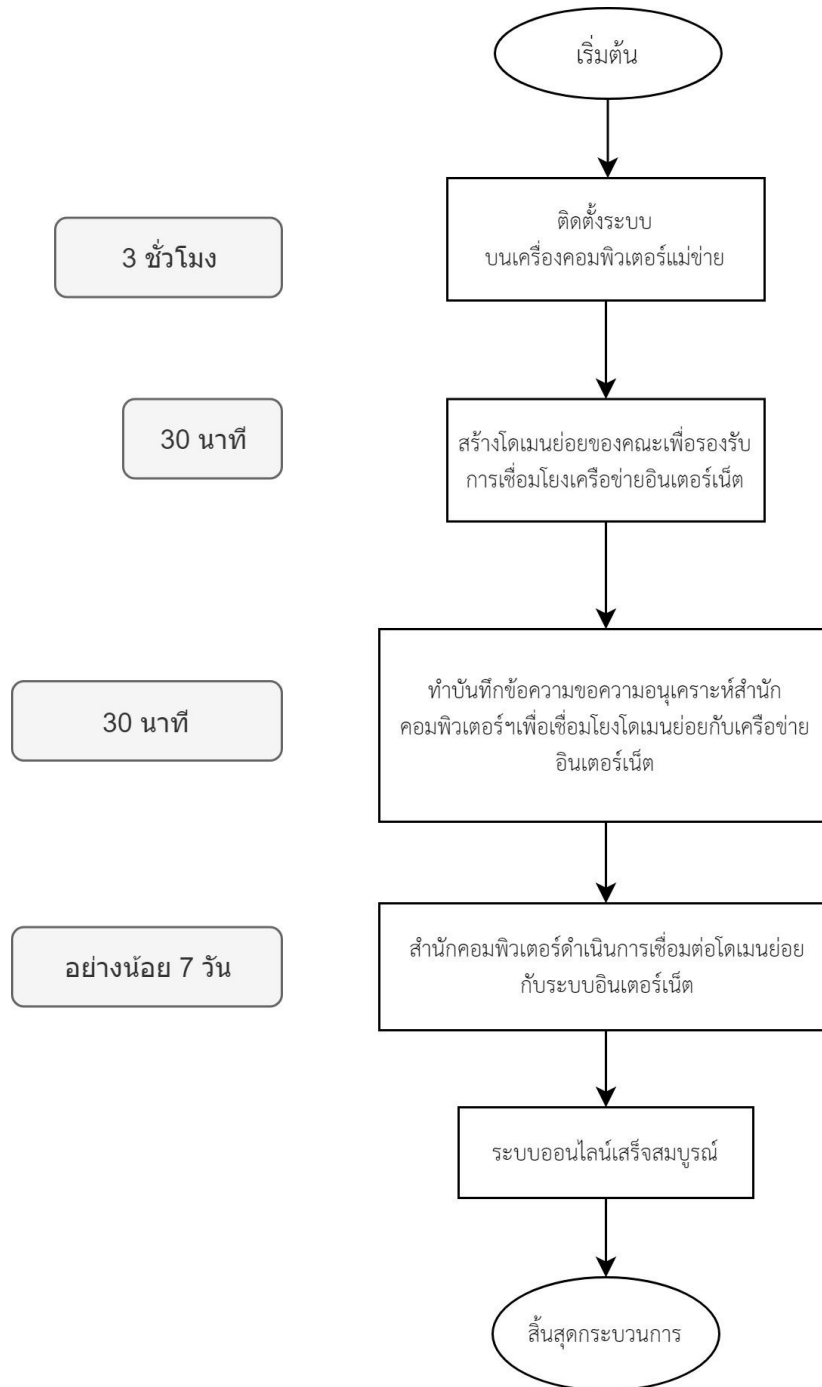 เริ่มต้น
3 ชั่วโมง
ติดตั้งระบบ
บนเครื่องคอมพิวเตอร์แม่ข่าย
30 นาที
สร้างโดเมนย่อยของคณะเพื่อรองรับ
การเชื่อมโยงเครือข่ายอินเตอร์เน็ต
30 นาที
ทำบันทึกข้อความขอความอนุเคราะห์สำนัก
คอมพิวเตอร์ฯเพื่อเชื่อมโยงโดเมนย่อยกับเครือข่าย
อินเตอร์เน็ต
อย่างน้อย 7 วัน
สำนักคอมพิวเตอร์ดำเนินการเชื่อมต่อโดเมนย่อย
กับระบบอินเตอร์เน็ต
ระบบออนไลน์เสร็จสมบูรณ์
สิ้นสุดกระบวนการ